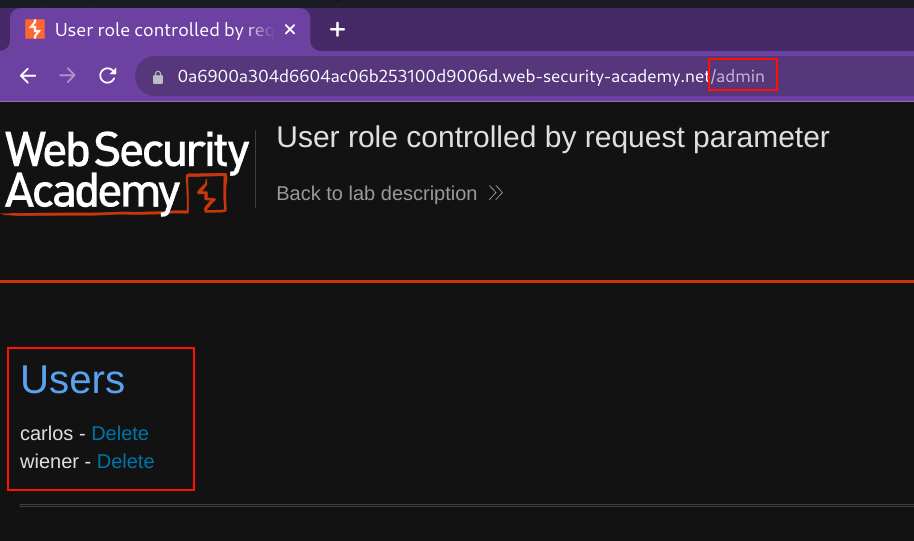 User role controlled by req
0a6900a304d6604ac06b253100d9006d.web-security-academy.net/admin
Web Security
Academy
User role controlled by request parameter
Back to lab description
Users
carlos - Delete
wiener - Delete